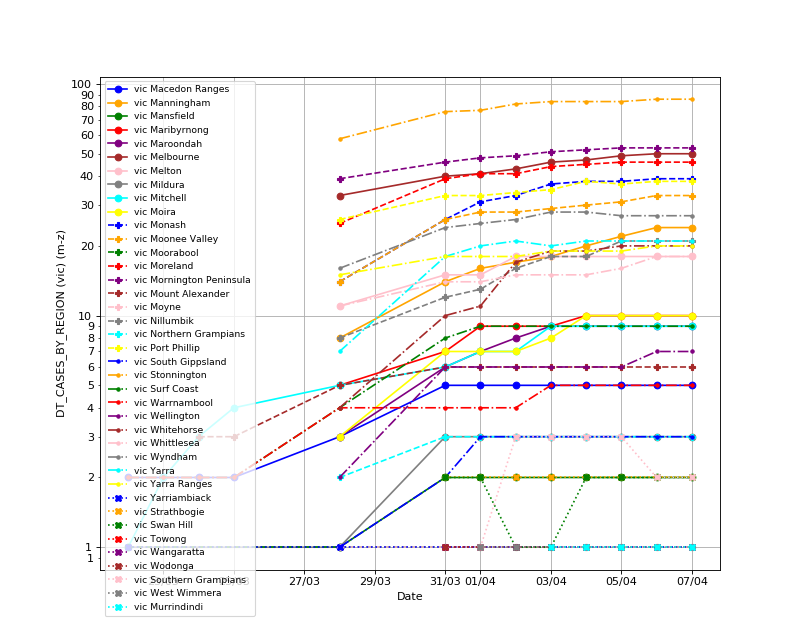 100
90
80
70
60
50
40
30
20
10
9
8
7
6
5
4
3
2
1
1
DT_CASES_BY_REGION (vic) (m-z)
vic Macedon Ranges
vic Manningham
vic Mansfield
vic Maribyrnong
vic Maroondah
vic Melbourne
vic Melton
vic Mildura
vic Mitchell
vic Moira
vic Monash
vic Moonee Valley
vic Moorabool
vic Moreland
vic Mornington Peninsula
vic Mount Alexander
vic Moyne
vic Nillumbik
vic Northern Grampians
vic Port Phillip
vic South Gippsland
vic Stonnington
vic Surf Coast
vic Warrnambool
vic Wellington
vic Whitehorse
vic Whittlesea
vic Wyndham
vic Yarra
vic Yarra Ranges
vic Yarriambiack
vic Strathbogie
vic Swan Hill
vic Towong
vic Wangaratta
vic Wodonga
vic Southern Grampians
vic West Wimmera
vic Murrindindi
27/03
29/03
31/03
01/04
03/04
05/04
07/04
Date